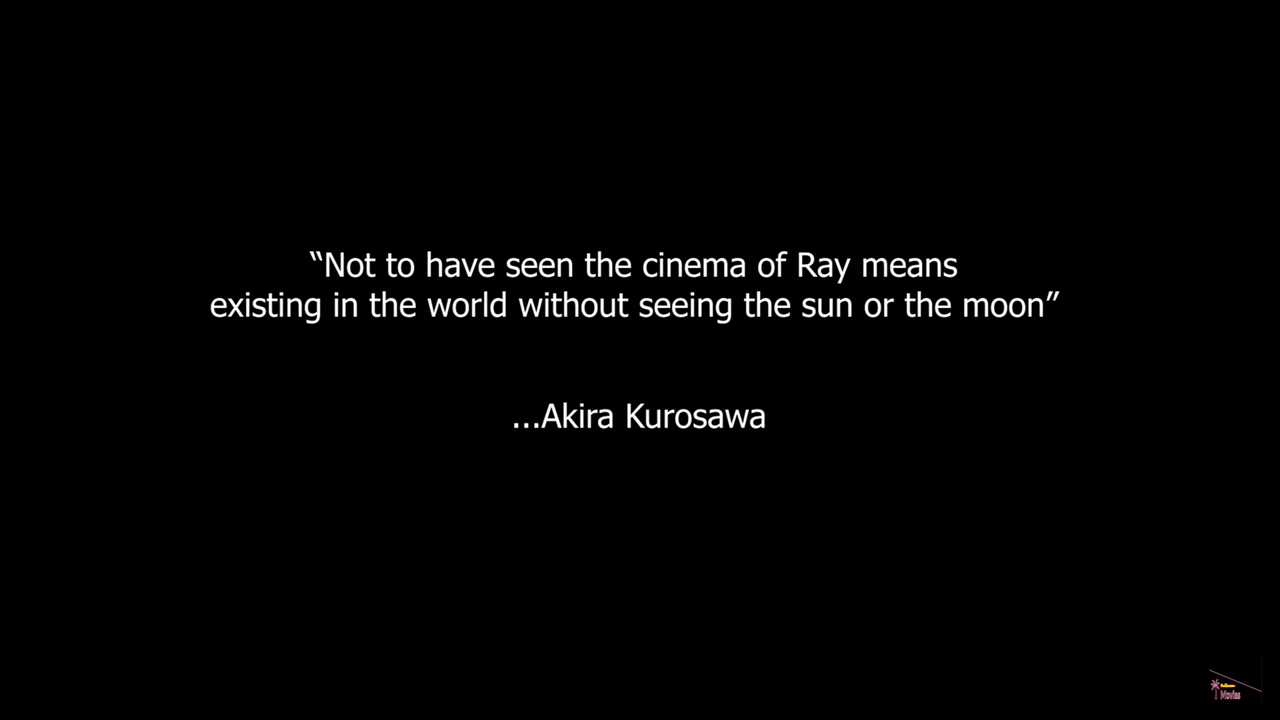 “Not to have seen the cinema of Ray means
existing in the world without seeing the sun or the moon”
...Akira Kurosawa
Movies